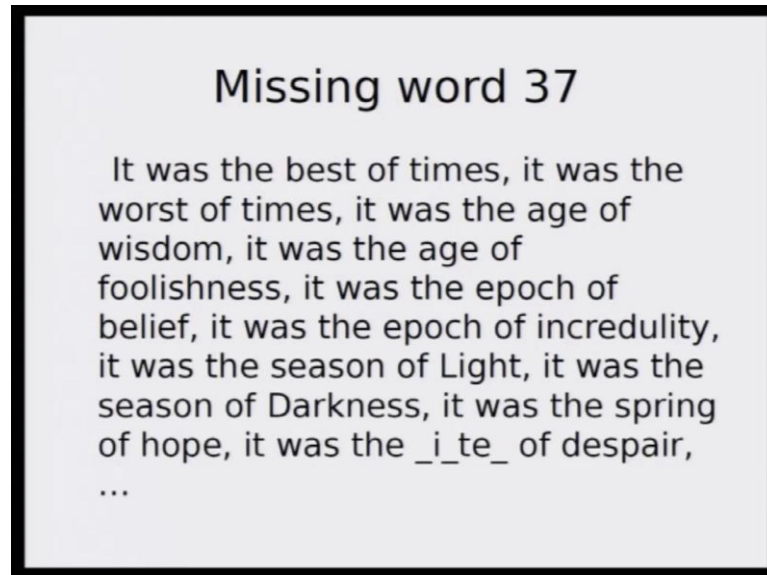 Missing word 37
It was the best of times, it was the
worst of times, it was the age of
wisdom, it was the age of
foolishness, it was the epoch of
belief, it was the epoch of incredulity,
it was the season of Light, it was the
season of Darkness, it was the spring
of hope, it was the _i_te_ of despair,
...